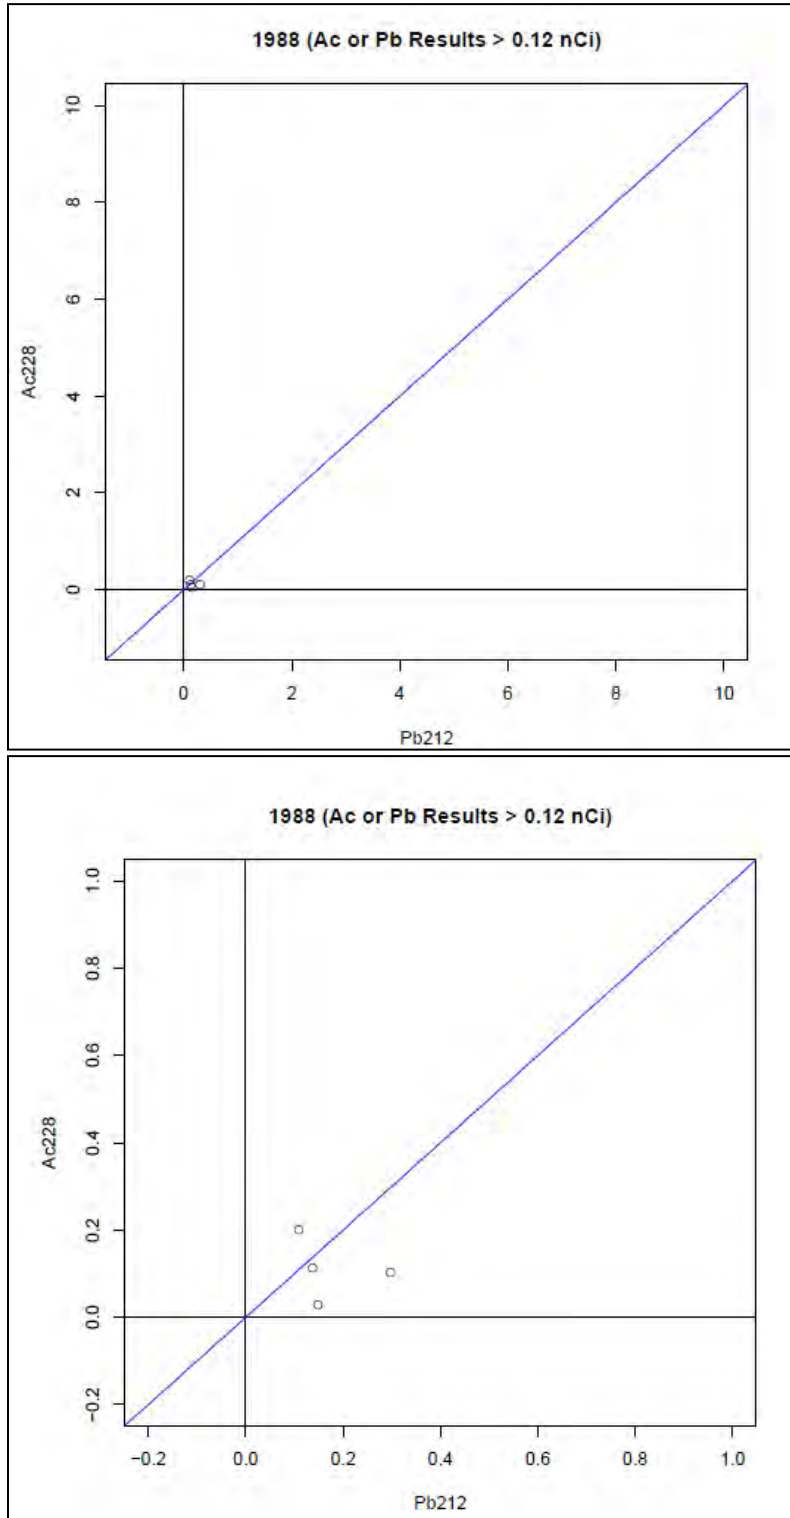 1988 (Ac or Pb Results > 0.12 nCi)
10
8
6
4
2
0
Ac228
0 2 4 6 8 10
Pb212
1988 (Ac or Pb Results > 0.12 nCi)
1.0
0.8
0.6
0.4
0.2
0.0
−0.2
Ac228
−0.2 0.0 0.2 0.4 0.6 0.8 1.0
Pb212